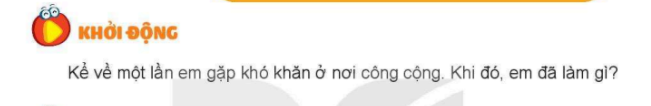 KHỞI ĐỘNG
Kể về một lần em gặp khó khăn ở nơi công cộng. Khi đó, em đã làm gì?